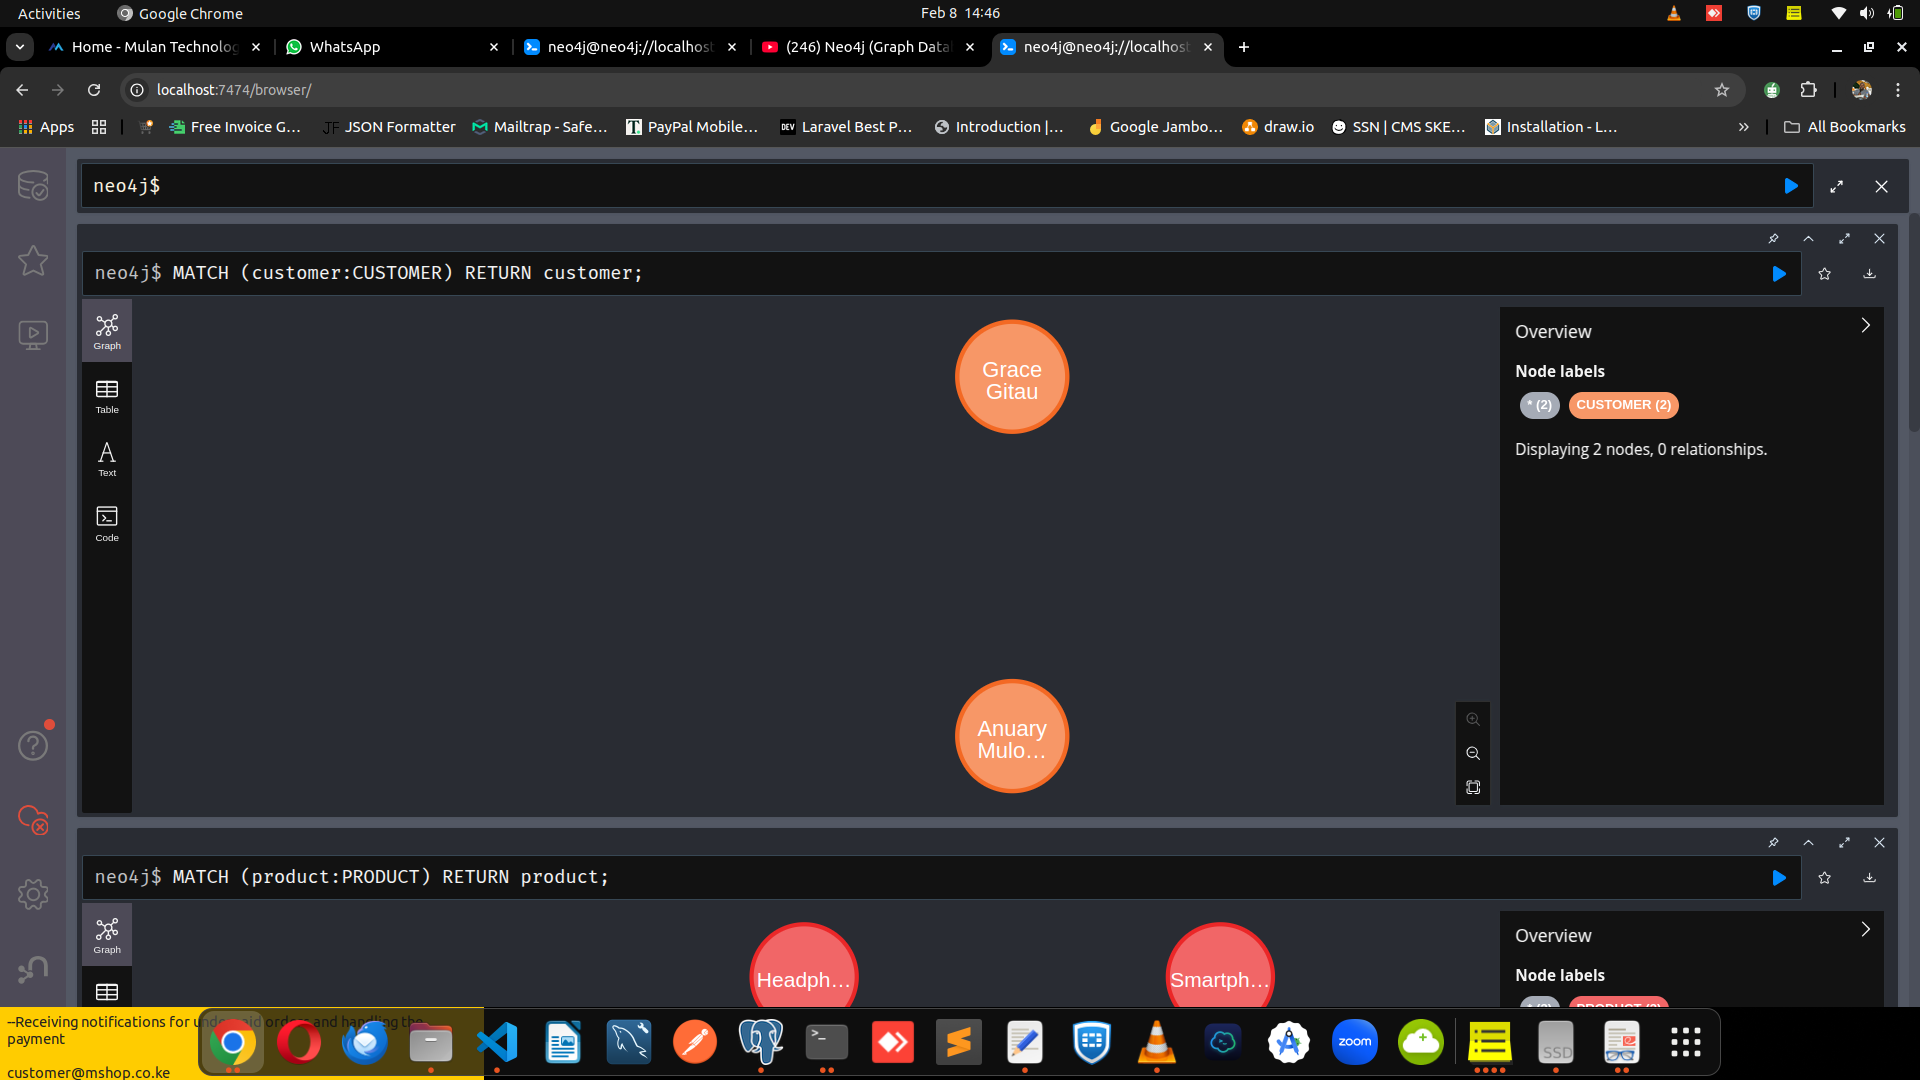 Activities
Google Chrome
Feb 8 14:46
Home - Mulan Technolog
WhatsApp
neo4j@neo4j://localhost
(246) Neo4j (Graph Data
neo4j@neo4j://localhost
localhost:7474/browser/
Apps
Free Invoice G...
JF JSON Formatter
Mailtrap - Safe...
PayPal Mobile...
DEV Laravel Best P...
Introduction |...
Google Jambo...
draw.io
SSN | CMS SKE...
Installation - L...
All Bookmarks
neo4j$
neo4j$ MATCH (customer:CUSTOMER) RETURN customer;
Graph
Table
Text
Code
Grace
Gitau
Anuary
Mulo...
Overview
Node labels
* (2)
CUSTOMER (2)
Displaying 2 nodes, 0 relationships.
neo4j$ MATCH (product:PRODUCT) RETURN product;
Graph
Headph...
Smartph...
Overview
Node labels
--Receiving notifications for underpaid orders and handling the
payment
customer@mshop.co.ke
zoom
SSD